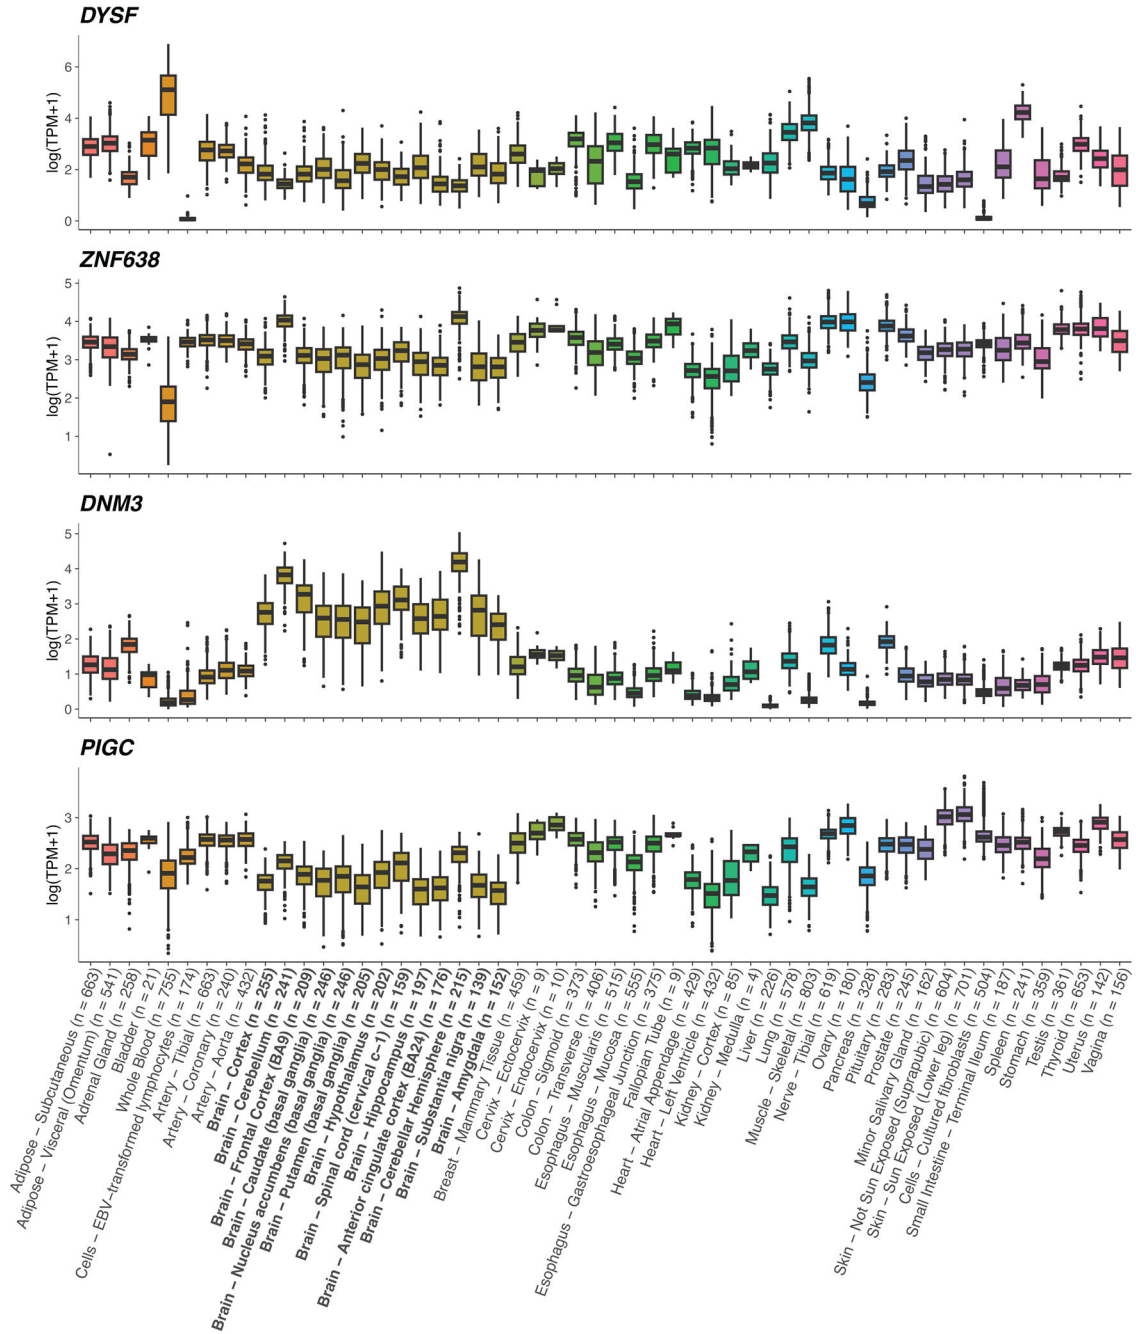 DYSF
log(TPM+1)
6
4
2
0
ZNF638
log(TPM+1)
5
4
3
2
1
DNM3
log(TPM+1)
5
4
3
2
1
0
PIGC
log(TPM+1)
3
2
1
Adipose – Subcutaneous (n = 663)
Adipose – Visceral (Omentum) (n = 541)
Adrenal Gland (n = 258)
Bladder (n = 21)
Whole Blood (n = 755)
Cells – EBV–transformed lymphocytes (n = 174)
Artery – Tibial (n = 663)
Artery – Coronary (n = 240)
Artery – Aorta (n = 432)
Brain – Cortex (n = 255)
Brain – Cerebellum (n = 241)
Brain – Frontal Cortex (BA9) (n = 209)
Brain – Caudate (basal ganglia) (n = 246)
Brain – Nucleus accumbens (basal ganglia) (n = 246)
Brain – Putamen (basal ganglia) (n = 205)
Brain – Hypothalamus (n = 202)
Brain – Spinal cord (cervical c–1) (n = 159)
Brain – Hippocampus (n = 197)
Brain – Anterior cingulate cortex (BA24) (n = 176)
Brain – Cerebellar Hemisphere (n = 215)
Brain – Substantia nigra (n = 139)
Brain – Amygdala (n = 152)
Breast – Mammary Tissue (n = 459)
Cervix – Ectocervix (n = 9)
Cervix – Endocervix (n = 10)
Colon – Sigmoid (n = 373)
Colon – Transverse (n = 406)
Esophagus – Muscularis (n = 515)
Esophagus – Mucosa (n = 555)
Esophagus – Gastroesophageal Junction (n = 375)
Fallopian Tube (n = 9)
Heart – Atrial Appendage (n = 429)
Heart – Left Ventricle (n = 432)
Kidney – Cortex (n = 85)
Kidney – Medulla (n = 4)
Liver (n = 226)
Lung (n = 578)
Muscle – Skeletal (n = 803)
Nerve – Tibial (n = 619)
Ovary (n = 180)
Pancreas (n = 328)
Pituitary (n = 283)
Prostate (n = 245)
Minor Salivary Gland (n = 162)
Skin – Not Sun Exposed (Suprapubic) (n = 604)
Skin – Sun Exposed (Lower leg) (n = 701)
Cells – Cultured fibroblasts (n = 504)
Small Intestine – Terminal Ileum (n = 187)
Spleen (n = 241)
Stomach (n = 359)
Testis (n = 361)
Thyroid (n = 653)
Uterus (n = 142)
Vagina (n = 156)